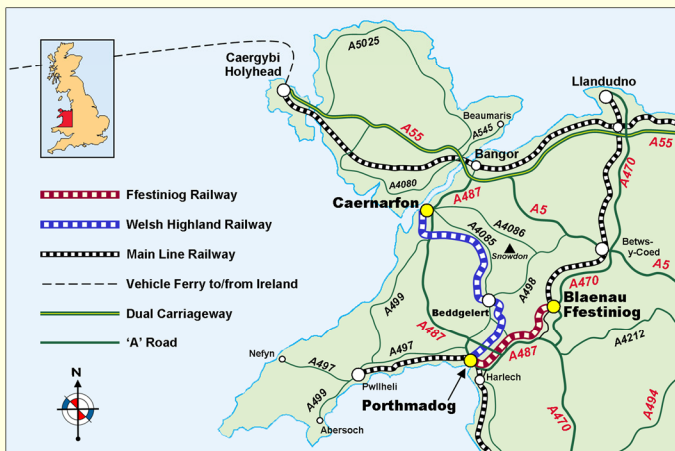 A5025
Caergybi
Holyhead
Llandudno
Beaumaris
A55
A545
Bangor
A55
A470
A4080
A487
Caernarfon
A5
A4085
A4086
Snowdon
Betws-
y-Coed
A5
A498
A470
Ffestiniog Railway
Welsh Highland Railway
Main Line Railway
Vehicle Ferry to/from Ireland
Dual Carriageway
'A' Road
A499
Beddgelert
Blaenau
Ffestiniog
A487
A4212
Nefyn
A497
A497
A487
Pwllheli
Harlech
A499
Porthmadog
A470
A494
Abersoch
N